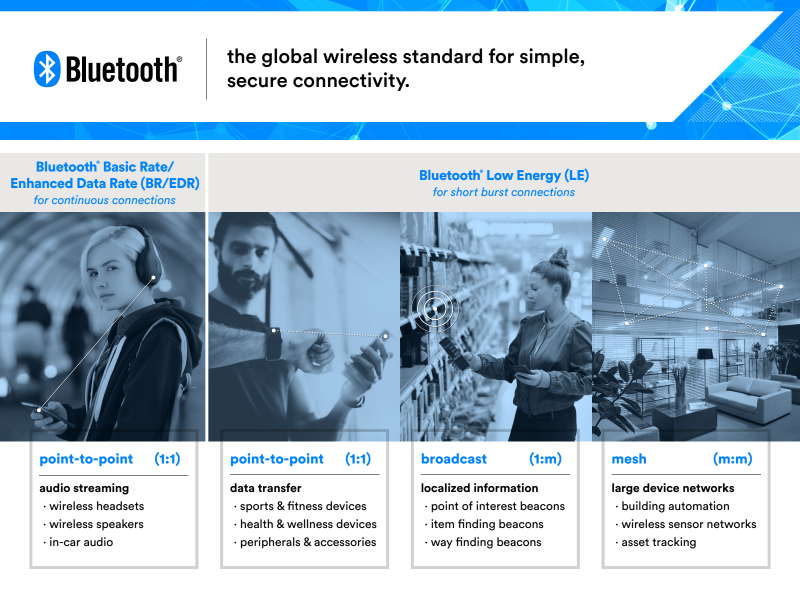 Bluetooth®
the global wireless standard for simple,
secure connectivity.
Bluetooth® Basic Rate/
Enhanced Data Rate (BR/EDR)
for continuous connections
Bluetooth® Low Energy (LE)
for short burst connections
point-to-point (1:1)
audio streaming
· wireless headsets
· wireless speakers
· in-car audio
point-to-point (1:1)
data transfer
· sports & fitness devices
· health & wellness devices
· peripherals & accessories
broadcast (1:m)
localized information
· point of interest beacons
· item finding beacons
· way finding beacons
mesh (m:m)
large device networks
· building automation
· wireless sensor networks
· asset tracking